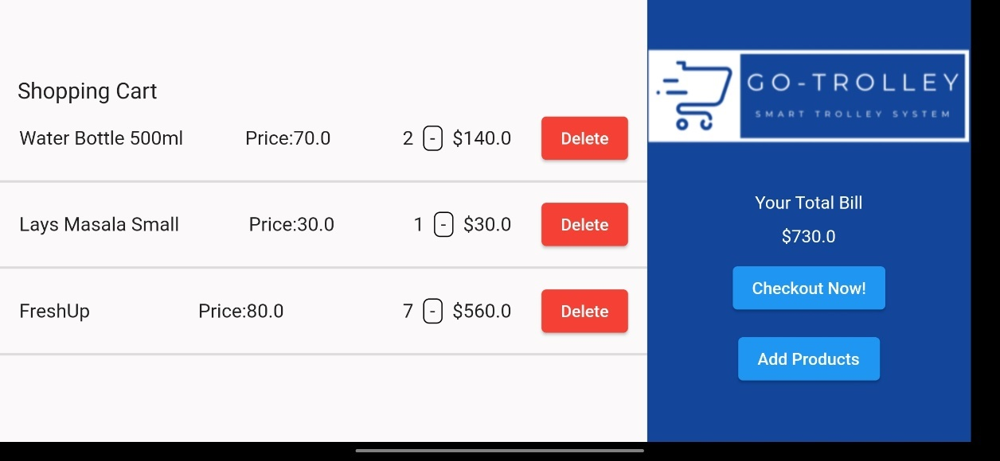 Shopping Cart
Water Bottle 500ml Price:70.0 2 - $140.0 Delete
Lays Masala Small Price:30.0 1 - $30.0 Delete
FreshUp Price:80.0 7 - $560.0 Delete
GO-TROLLEY
SMART TROLLEY SYSTEM
Your Total Bill
$730.0
Checkout Now!
Add Products